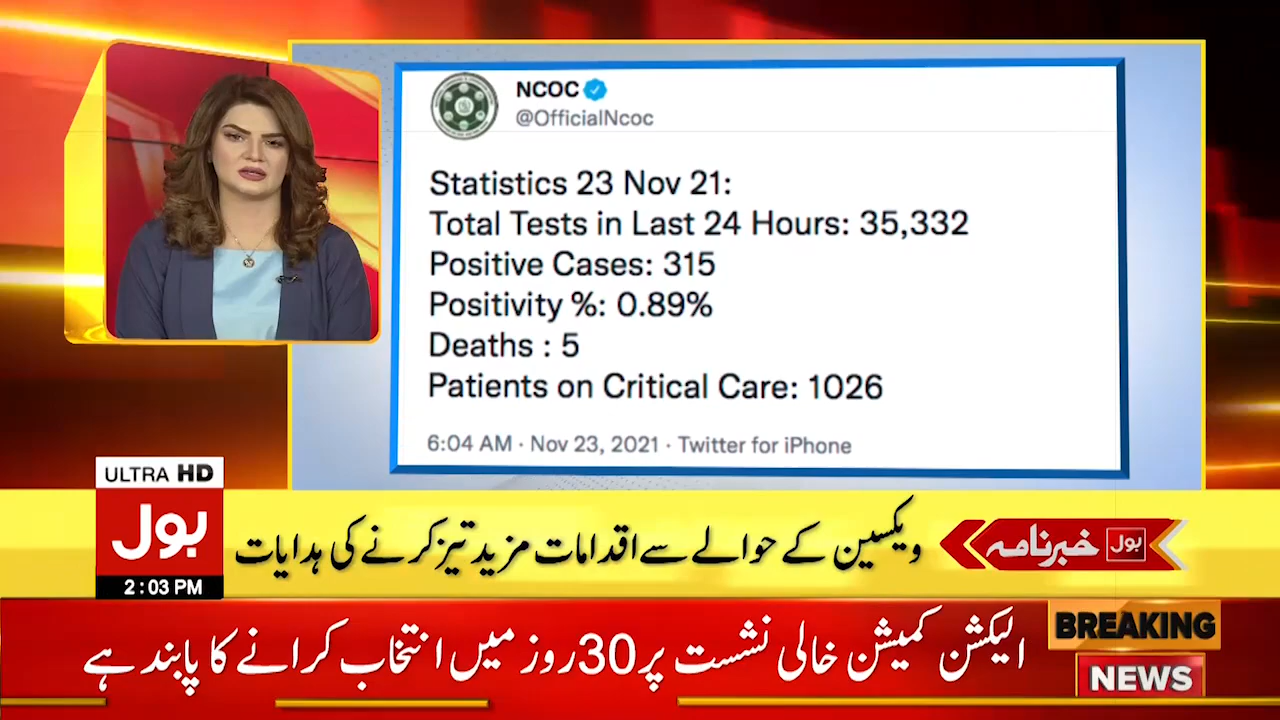 NCOC
@OfficialNcoc
Statistics 23 Nov 21:
Total Tests in Last 24 Hours: 35,332
Positive Cases: 315
Positivity %: 0.89%
Deaths : 5
Patients on Critical Care: 1026
6:04 AM · Nov 23, 2021 · Twitter for iPhone
ULTRA HD
بول
2:03 PM
بول خبرنامہ
ویکسین کے حوالے سے اقدامات مزید تیز کرنے کی ہدایات
BREAKING
NEWS
الیکشن کمیشن خالی نشست پر 30 روز میں انتخاب کرانے کا پابند ہے